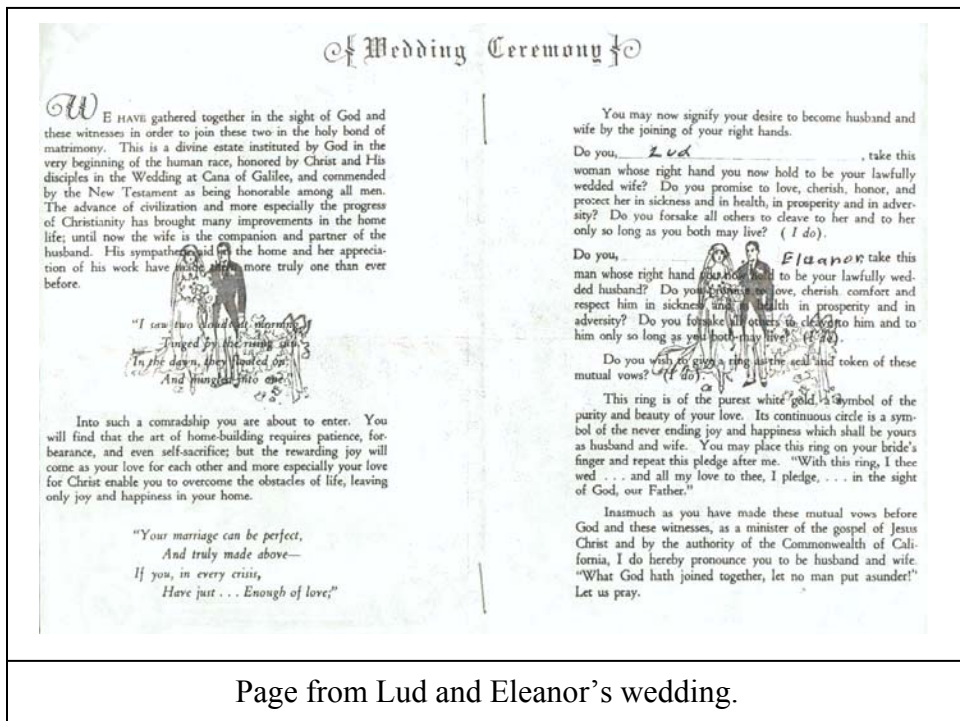 Wedding Ceremony
WE HAVE gathered together in the sight of God and
these witnesses in order to join these two in the holy bond of
matrimony. This is a divine estate instituted by God in the
very beginning of the human race, honored by Christ and His
disciples in the Wedding at Cana of Galilee, and commended
by the New Testament as being honorable among all men.
The advance of civilization and more especially the progress
of Christianity has brought many improvements in the home
life; until now the wife is the companion and partner of the
husband. His sympathetic aid in the home and her apprecia-
tion of his work have made them more truly one than ever
before.
"I saw two clouds at morning,
Tinged by the rising sun,
In the dawn, they floated on
And mingled into one."
Into such a comradship you are about to enter. You
will find that the art of home-building requires patience, for-
bearance, and even self-sacrifice; but the rewarding joy will
come as your love for each other and more especially your love
for Christ enable you to overcome the obstacles of life, leaving
only joy and happiness in your home.
"Your marriage can be perfect,
And truly made above—
If you, in every crisis,
Have just . . . Enough of love;"
You may now signify your desire to become husband and
wife by the joining of your right hands.
Do you, Lud, take this
woman whose right hand you now hold to be your lawfully
wedded wife? Do you promise to love, cherish, honor, and
protect her in sickness and in health, in prosperity and in adver-
sity? Do you forsake all others to cleave to her and to her
only so long as you both may live? (I do).
Do you, Eleanor, take this
man whose right hand you now hold to be your lawfully wed-
ded husband? Do you promise to love, cherish, comfort and
respect him in sickness and in health in prosperity and in
adversity? Do you forsake all others to cleave to him and to
him only so long as you both may live? (I do).
Do you wish to give a ring as the seal and token of these
mutual vows? (I do).
This ring is of the purest white gold, a symbol of the
purity and beauty of your love. Its continuous circle is a sym-
bol of the never ending joy and happiness which shall be yours
as husband and wife. You may place this ring on your bride's
finger and repeat this pledge after me. "With this ring, I thee
wed . . . and all my love to thee, I pledge, . . . in the sight
of God, our Father."
Inasmuch as you have made these mutual vows before
God and these witnesses, as a minister of the gospel of Jesus
Christ and by the authority of the Commonwealth of Cali-
fornia, I do hereby pronounce you to be husband and wife.
"What God hath joined together, let no man put asunder!"
Let us pray.
Page from Lud and Eleanor's wedding.